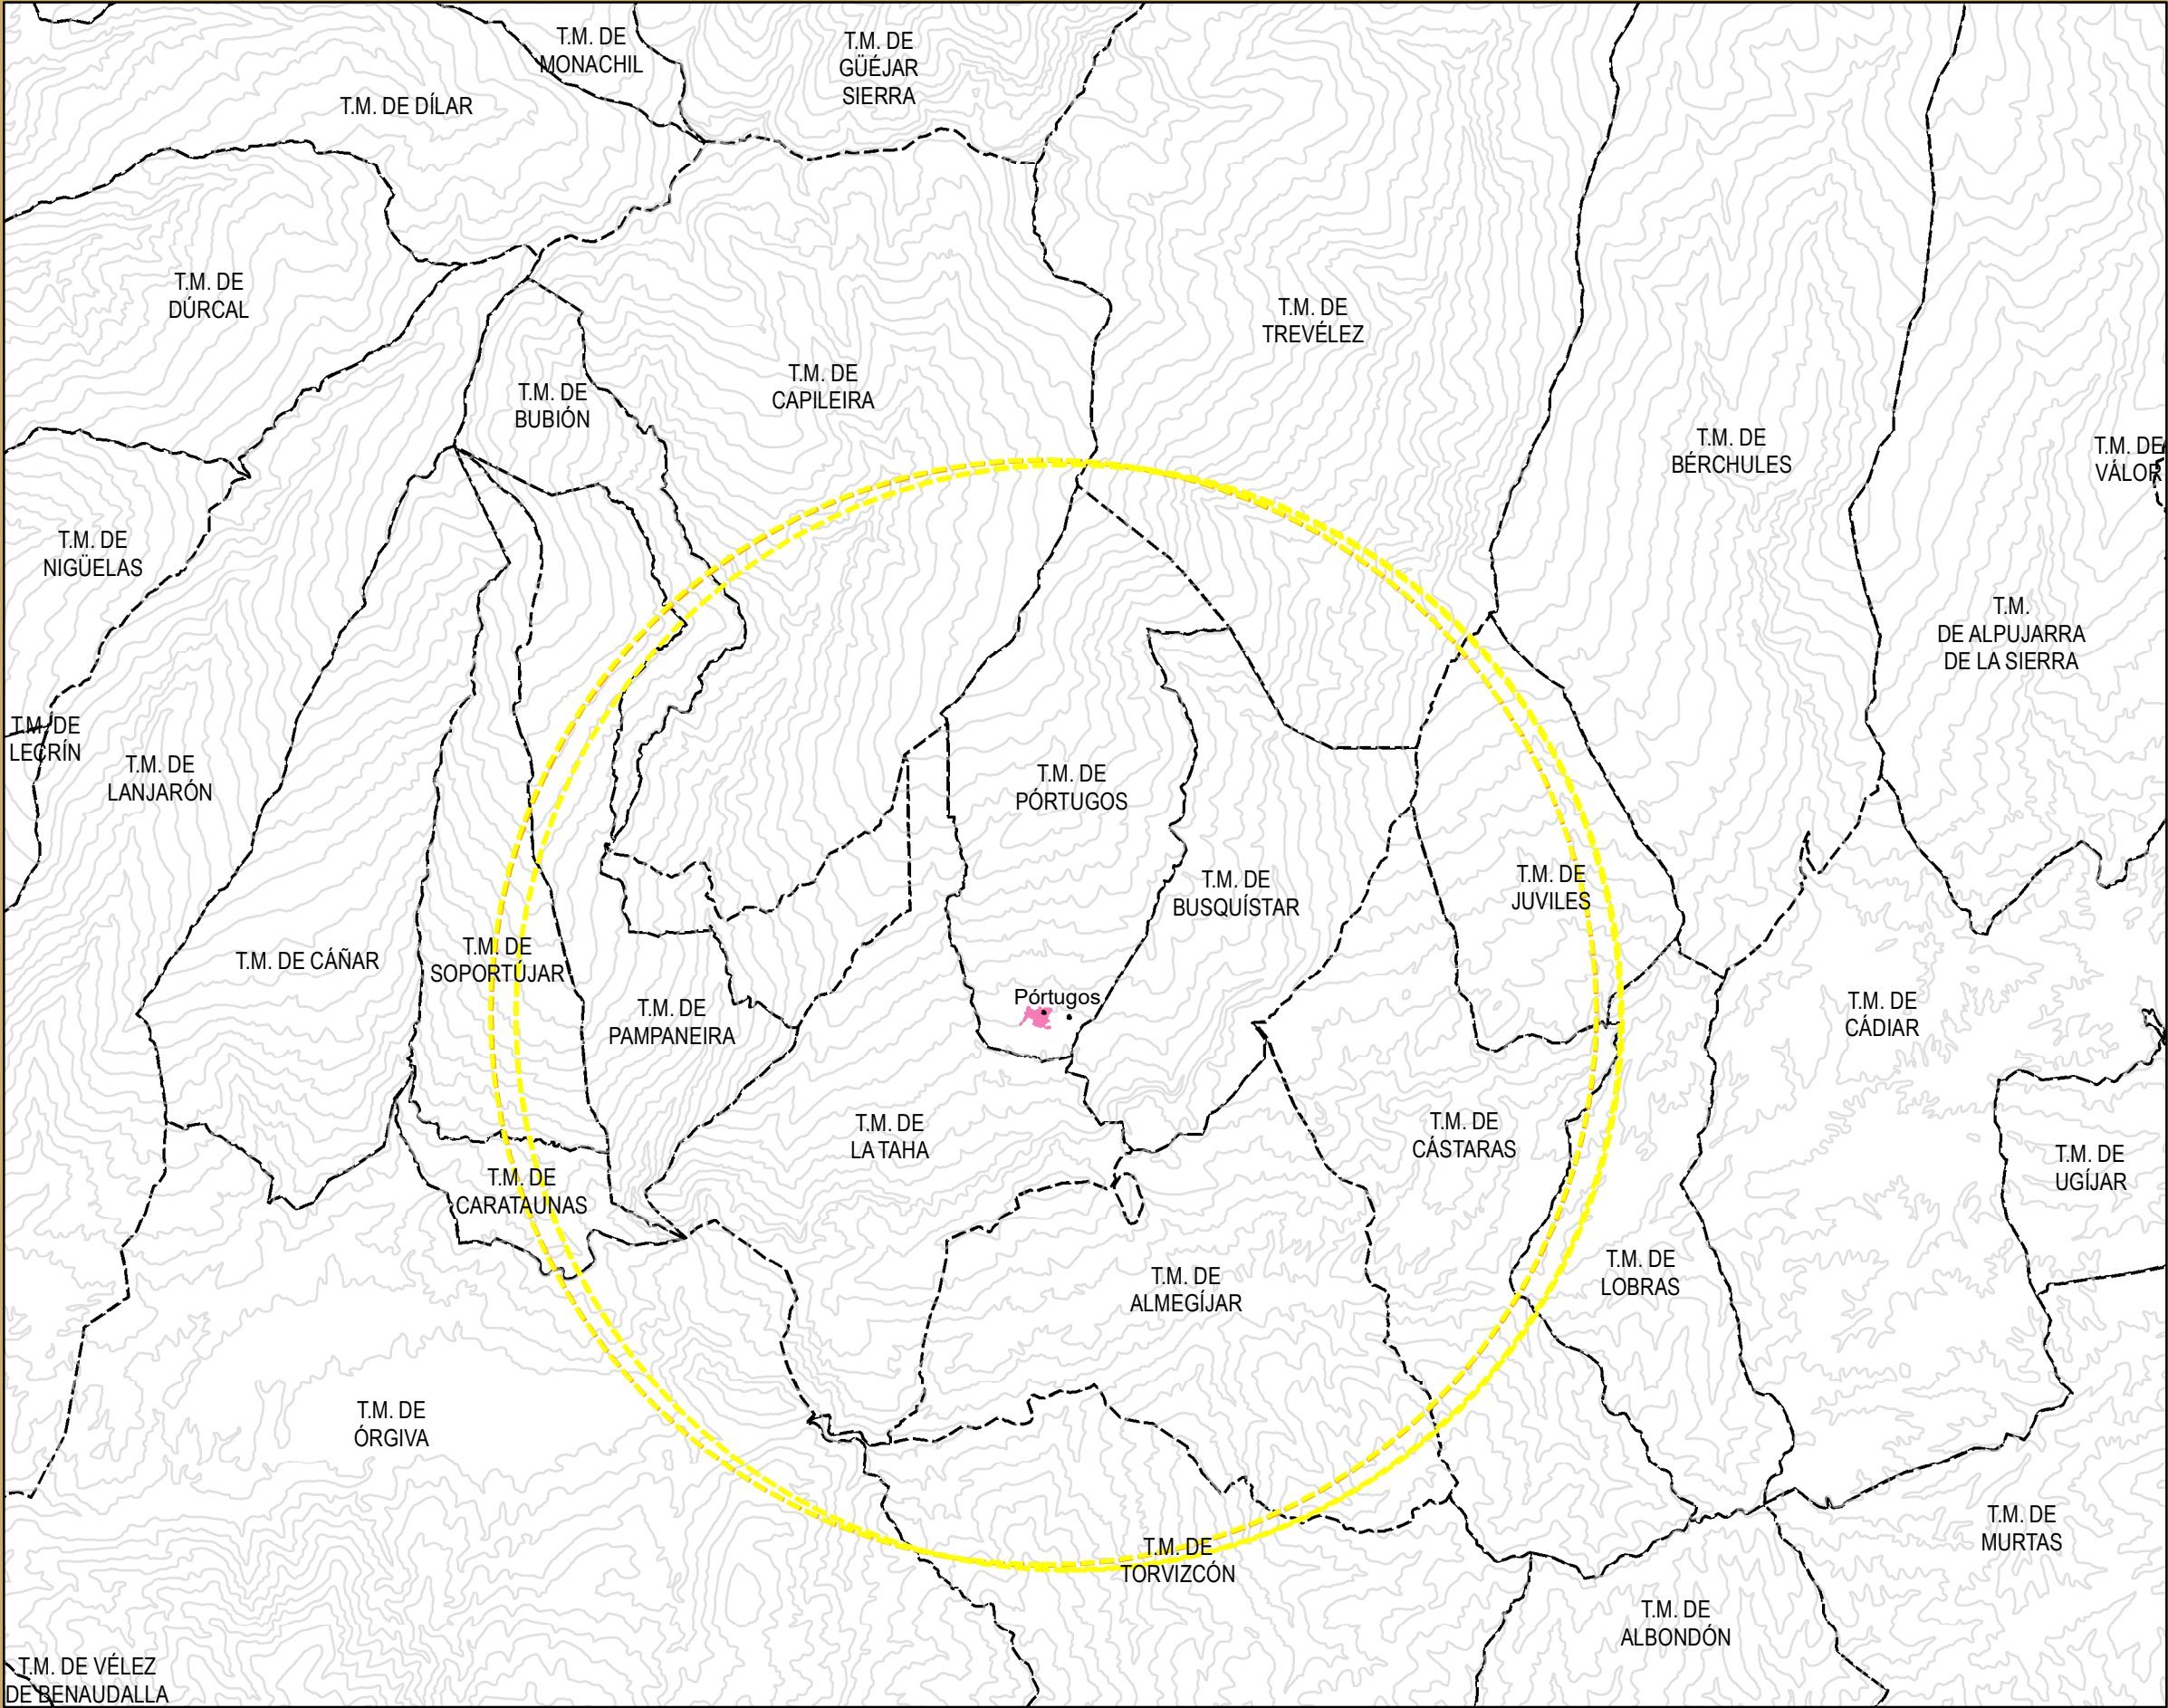 T.M. DE
MONACHIL
T.M. DE
GÜÉJAR
SIERRA
T.M. DE DÍLAR
T.M. DE
DÚRCAL
T.M. DE
TREVÉLEZ
T.M. DE
CAPILEIRA
T.M. DE
BUBIÓN
T.M. DE
BÉRCHULES
T.M. DE
VÁLOR
T.M. DE
NIGÜELAS
T.M.
DE ALPUJARRA
DE LA SIERRA
T.M. DE
LECRÍN
T.M. DE
LANJARÓN
T.M. DE
PÓRTUGOS
T.M. DE
BUSQUÍSTAR
T.M. DE
JUVILES
T.M. DE CÁÑAR
T.M. DE
SOPORTÚJAR
T.M. DE
PAMPANEIRA
Pórtugos
T.M. DE
CÁDIAR
T.M. DE
LA TAHA
T.M. DE
CÁSTARAS
T.M. DE
UGÍJAR
T.M. DE
CARATAUNAS
T.M. DE
LOBRAS
T.M. DE
ALMEGÍJAR
T.M. DE
ÓRGIVA
T.M. DE
MURTAS
T.M. DE
TORVIZCÓN
T.M. DE
ALBONDÓN
T.M. DE VÉLEZ
DE BENAUDALLA